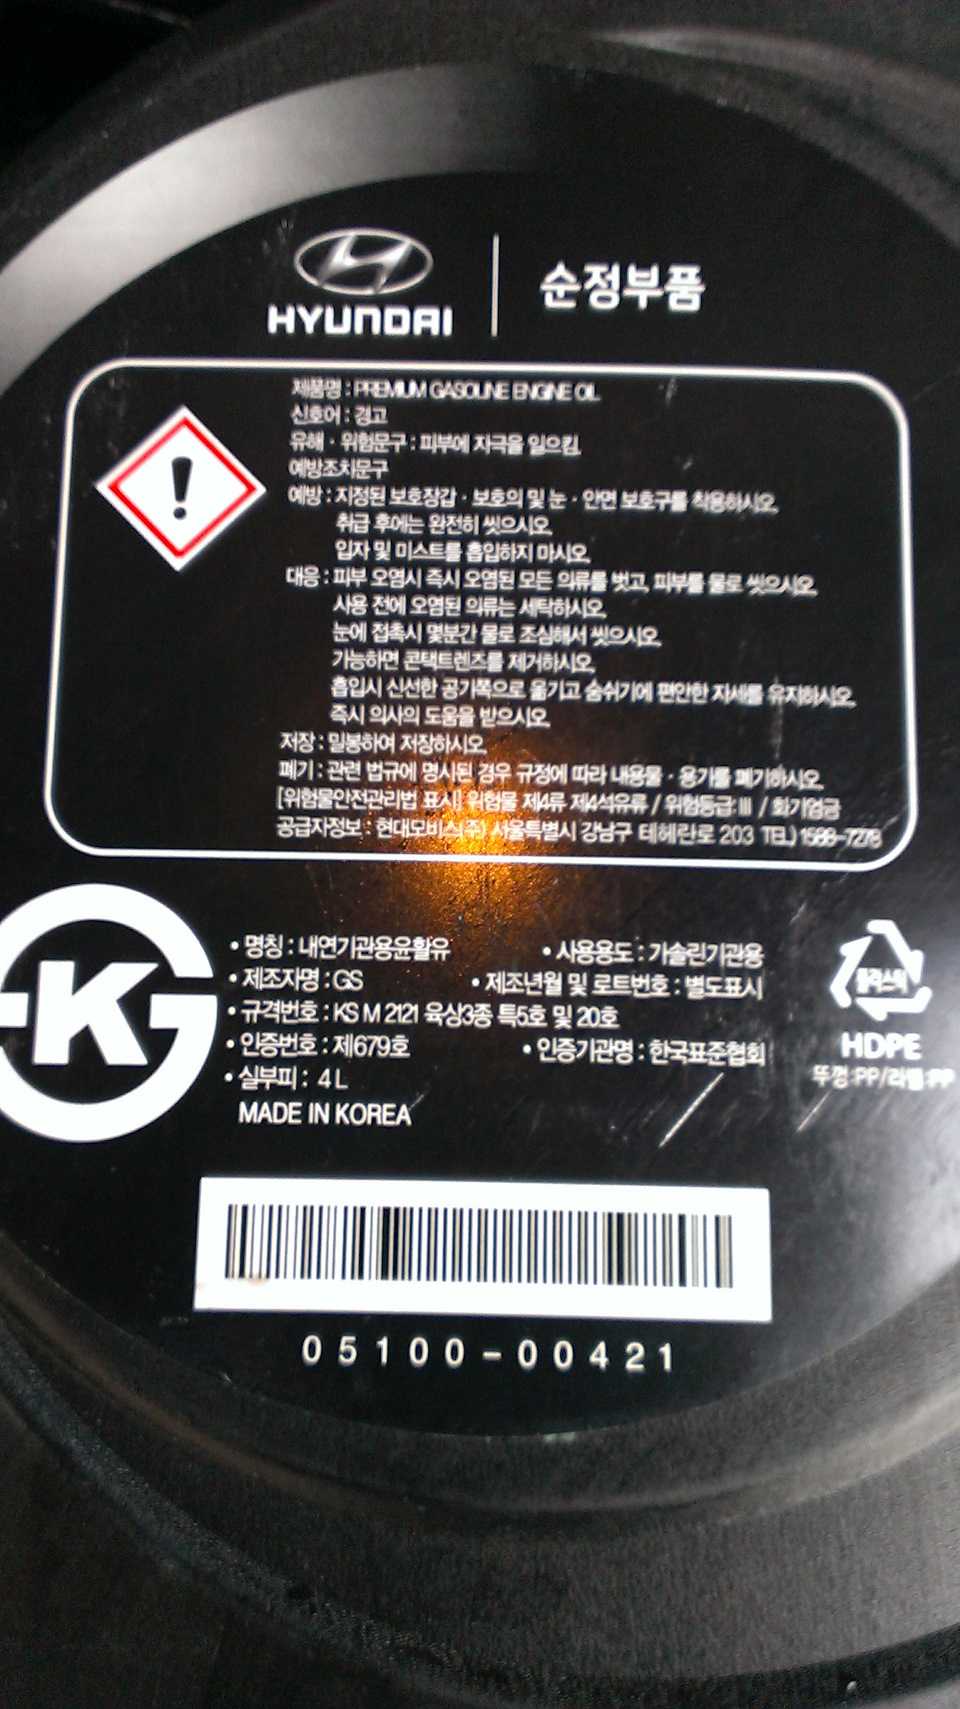 HYUNDAI 순정부품
제품명 : PREMIUM GASOLINE ENGINE OIL
신호어 : 경고
유해 · 위험문구 : 피부에 자극을 일으킴.
예방조치문구
예방 : 지정된 보호장갑 · 보호의 및 눈 · 안면 보호구를 착용하시오.
취급 후에는 완전히 씻으시오.
입자 및 미스트를 흡입하지 마시오.
대응 : 피부 오염시 즉시 오염된 모든 의류를 벗고, 피부를 물로 씻으시오.
사용 전에 오염된 의류는 세탁하시오.
눈에 접촉시 몇분간 물로 조심해서 씻으시오.
가능하면 콘택트렌즈를 제거하시오.
흡입시 신선한 공기쪽으로 옮기고 숨쉬기에 편안한 자세를 유지하시오.
즉시 의사의 도움을 받으시오.
저장 : 밀봉하여 저장하시오.
폐기 : 관련 법규에 명시된 경우 규정에 따라 내용물 · 용기를 폐기하시오.
[위험물안전관리법 표시] 위험물 제4류 제4석유류 / 위험등급:Ⅲ / 화기엄금
공급자정보 : 현대모비스(주) 서울특별시 강남구 테헤란로 203 TEL) 1588-7278
• 명칭 : 내연기관용윤활유 • 사용용도 : 가솔린기관용
• 제조자명 : GS • 제조년월 및 로트번호 : 별도표시
• 규격번호 : KS M 2121 육상3종 특5호 및 20호
• 인증번호 : 제679호 • 인증기관명 : 한국표준협회
• 실부피 : 4 L
MADE IN KOREA
플라스틱
HDPE
뚜껑:PP/라벨:PP
05100-00421